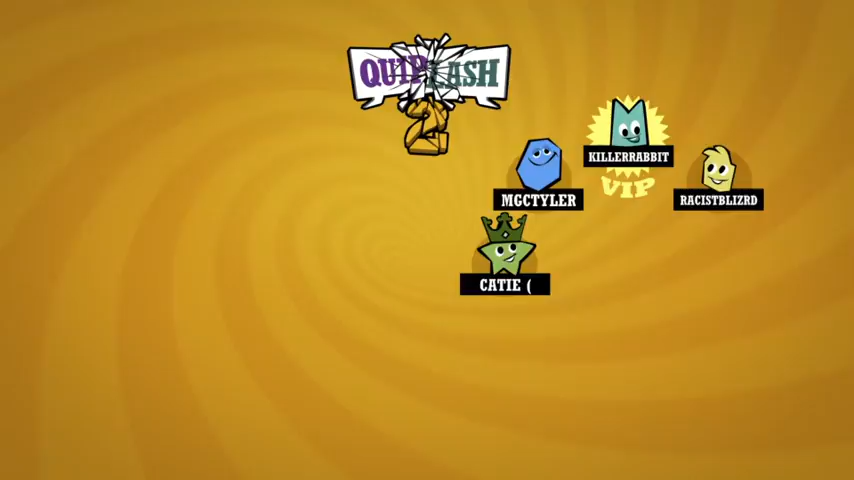 QUIPLASH
2
KILLERRABBIT
VIP
MGCTYLER
RACISTBLIZRD
CATIE (